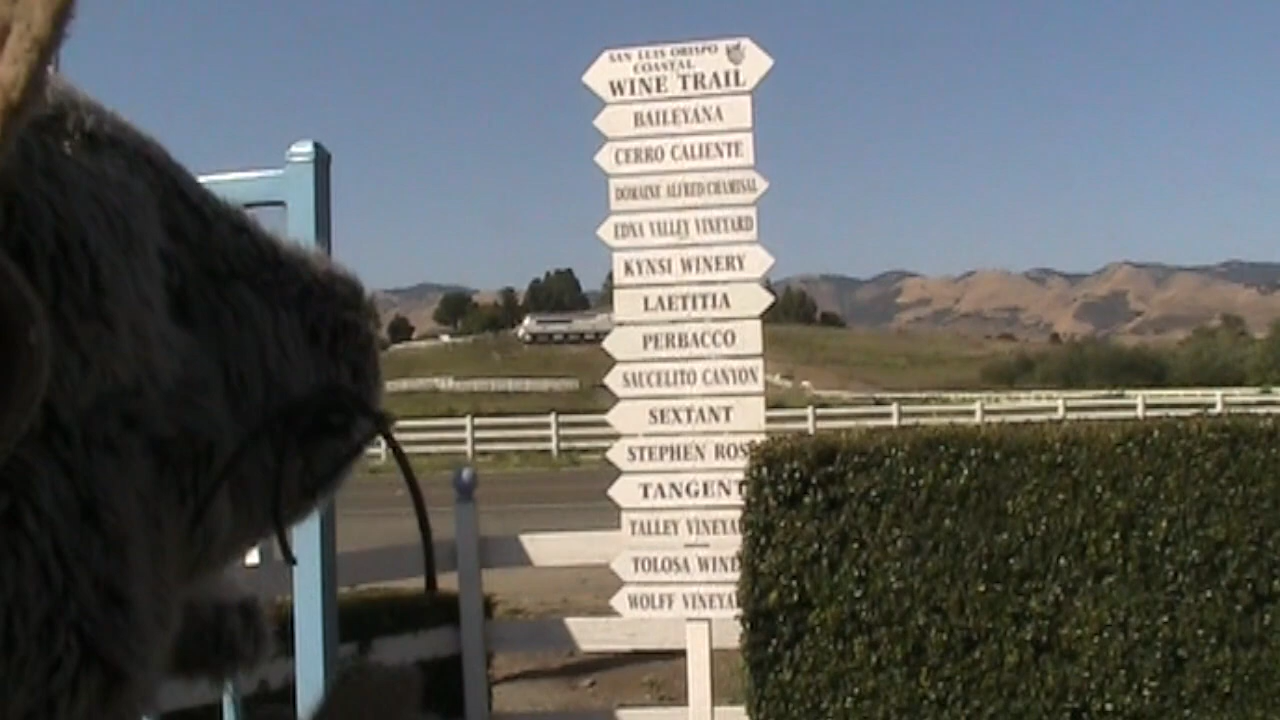 SAN LUIS OBISPO
COASTAL
WINE TRAIL
BAILEYANA
CERRO CALIENTE
DOMAINE ALFRED/CHAMISAL
EDNA VALLEY VINEYARD
KYNSI WINERY
LAETITIA
PERBACCO
SAUCELITO CANYON
SEXTANT
STEPHEN ROS
TANGENT
TALLEY VINEYA
TOLOSA WINE
WOLFF VINEYA